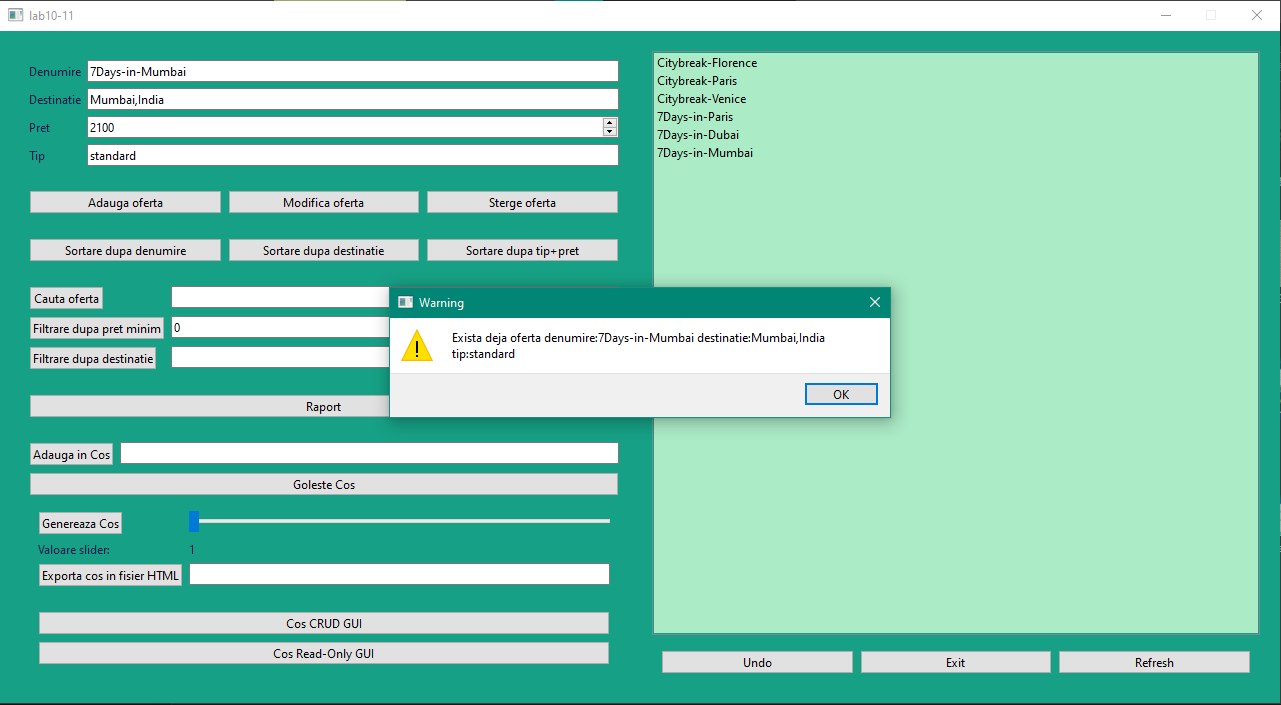 lab10-11
Denumire 7Days-in-Mumbai
Destinatie Mumbai,India
Pret 2100
Tip standard
Adauga oferta Modifica oferta Sterge oferta
Sortare dupa denumire Sortare dupa destinatie Sortare dupa tip+pret
Cauta oferta
Filtrare dupa pret minim 0
Filtrare dupa destinatie
Raport
Adauga in Cos
Goleste Cos
Genereaza Cos
Valoare slider: 1
Exporta cos in fisier HTML
Cos CRUD GUI
Cos Read-Only GUI
Citybreak-Florence
Citybreak-Paris
Citybreak-Venice
7Days-in-Paris
7Days-in-Dubai
7Days-in-Mumbai
Warning
Exista deja oferta denumire:7Days-in-Mumbai destinatie:Mumbai,India
tip:standard
OK
Undo Exit Refresh